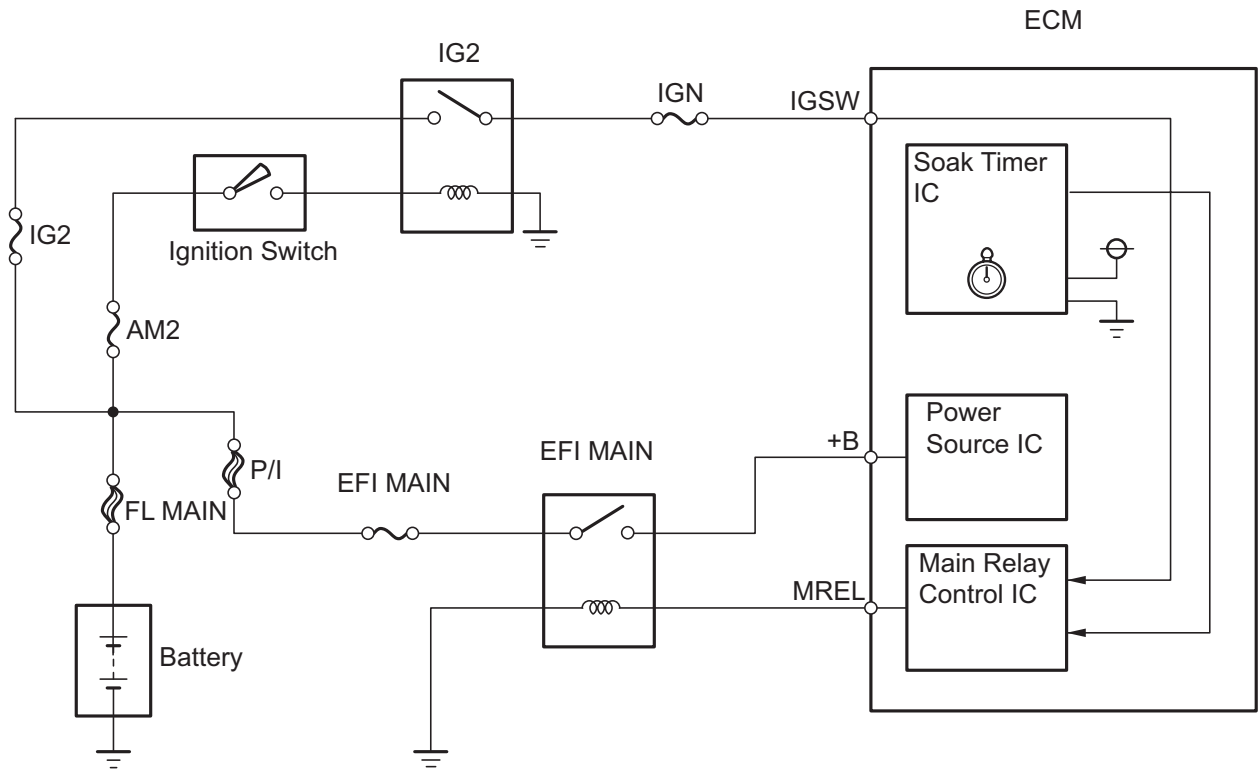 ECM
IG2
IGN
IGSW
Soak Timer
IC
IG2
Ignition Switch
AM2
Power
Source IC
+B
EFI MAIN
P/I
EFI MAIN
FL MAIN
Main Relay
Control IC
MREL
Battery